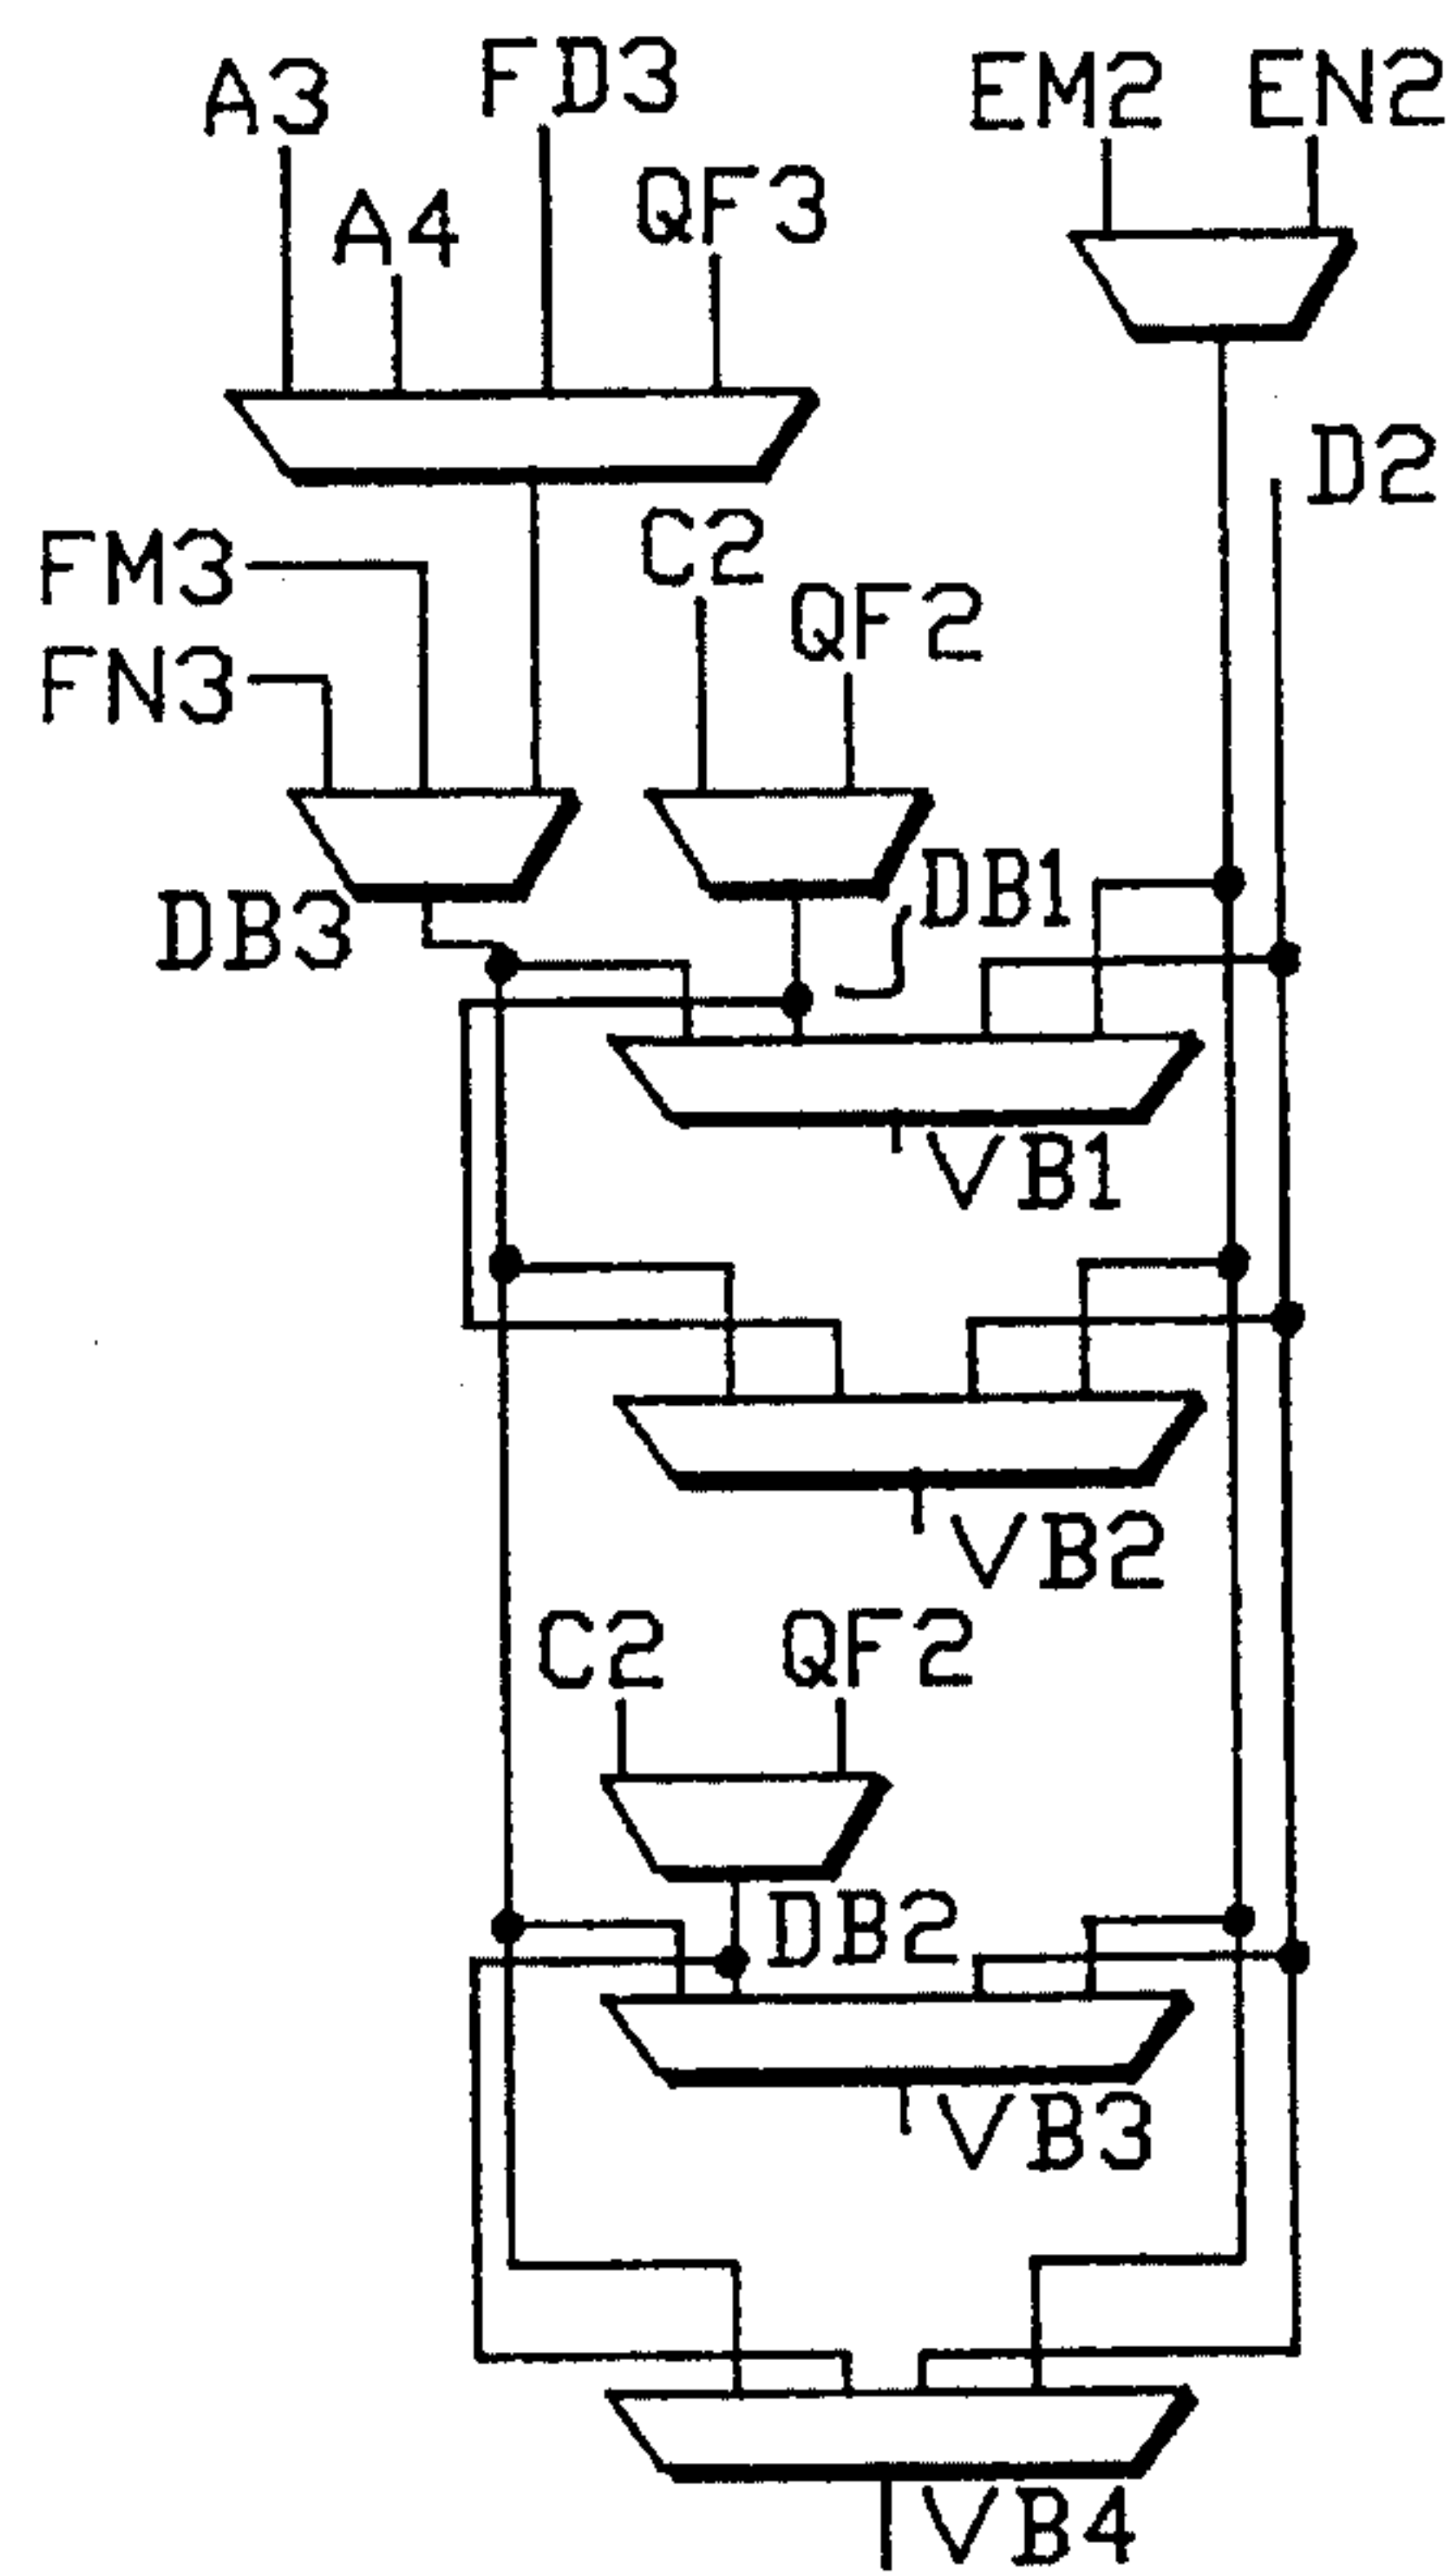 A3
FD3
EM2
EN2
A4
QF3
D2
FM3
C2
QF2
FN3
DB3
DB1
VB1
VB2
C2
QF2
DB2
VB3
VB4